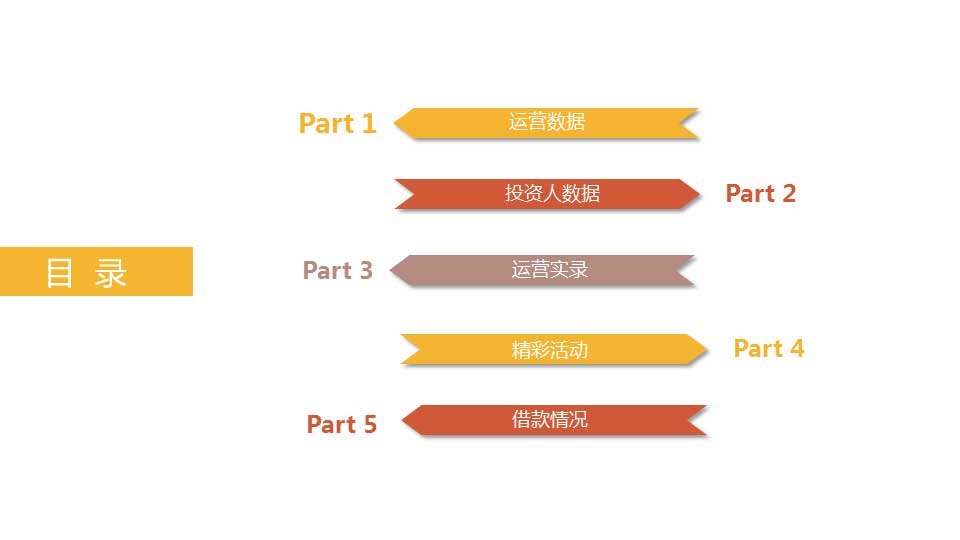 目 录
Part 1 运营数据
投资人数据 Part 2
Part 3 运营实录
精彩活动 Part 4
Part 5 借款情况